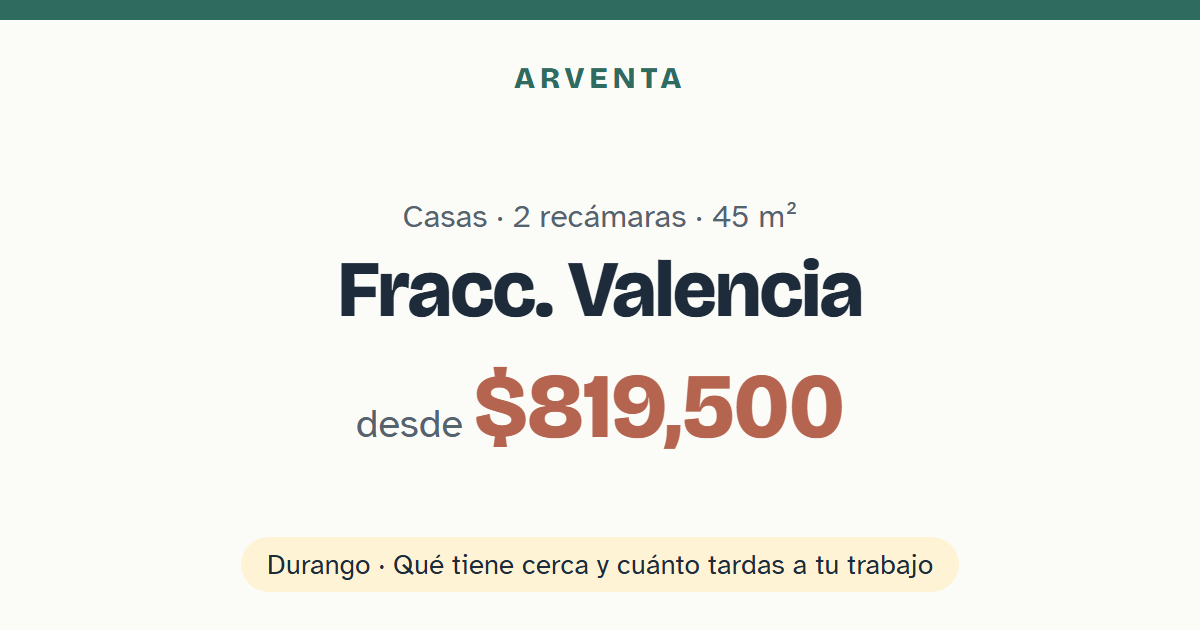 ARVENTA
Casas · 2 recámaras · 45 m²
Fracc. Valencia
desde $819,500
Durango · Qué tiene cerca y cuánto tardas a tu trabajo